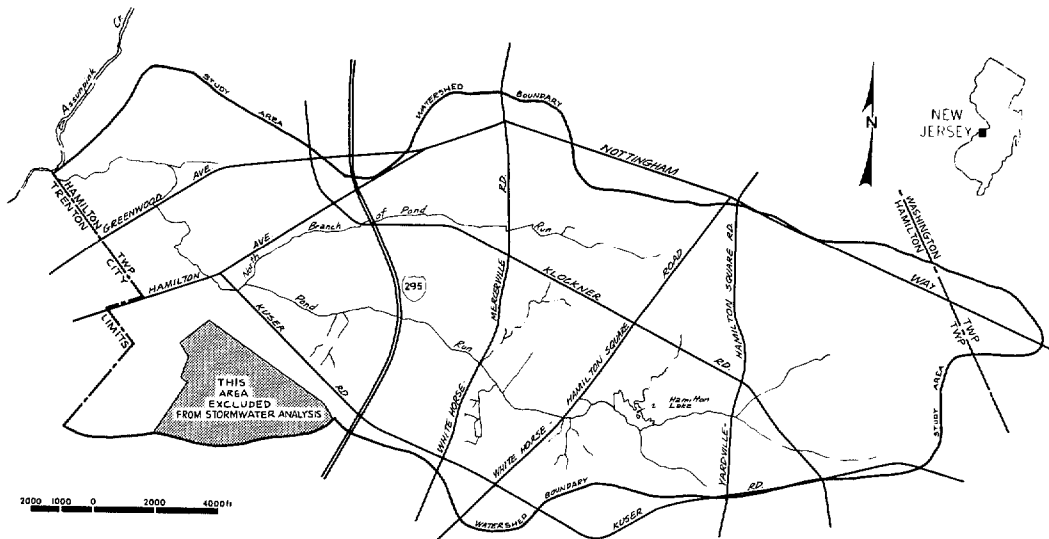 Assunpink Cr
STUDY AREA
WATERSHED BOUNDARY
N
NEW JERSEY
HAMILTON
TRENTON
TWP
CITY
LIMITS
GREENWOOD AVE
HAMILTON AVE
North Branch of Pond Run
NOTTINGHAM WAY
WASHINGTON TWP
HAMILTON TWP
295
Pond Run
KUSER RD.
WHITE HORSE MERCERVILLE RD.
KLOCKNER RD.
WHITE HORSE HAMILTON SQUARE ROAD
YARDVILLE- HAMILTON SQUARE RD.
Hamilton Lake
THIS
AREA
EXCLUDED
FROM STORMWATER ANALYSIS
STUDY AREA
WATERSHED BOUNDARY
KUSER RD.
2000 1000 0 2000 4000 ft